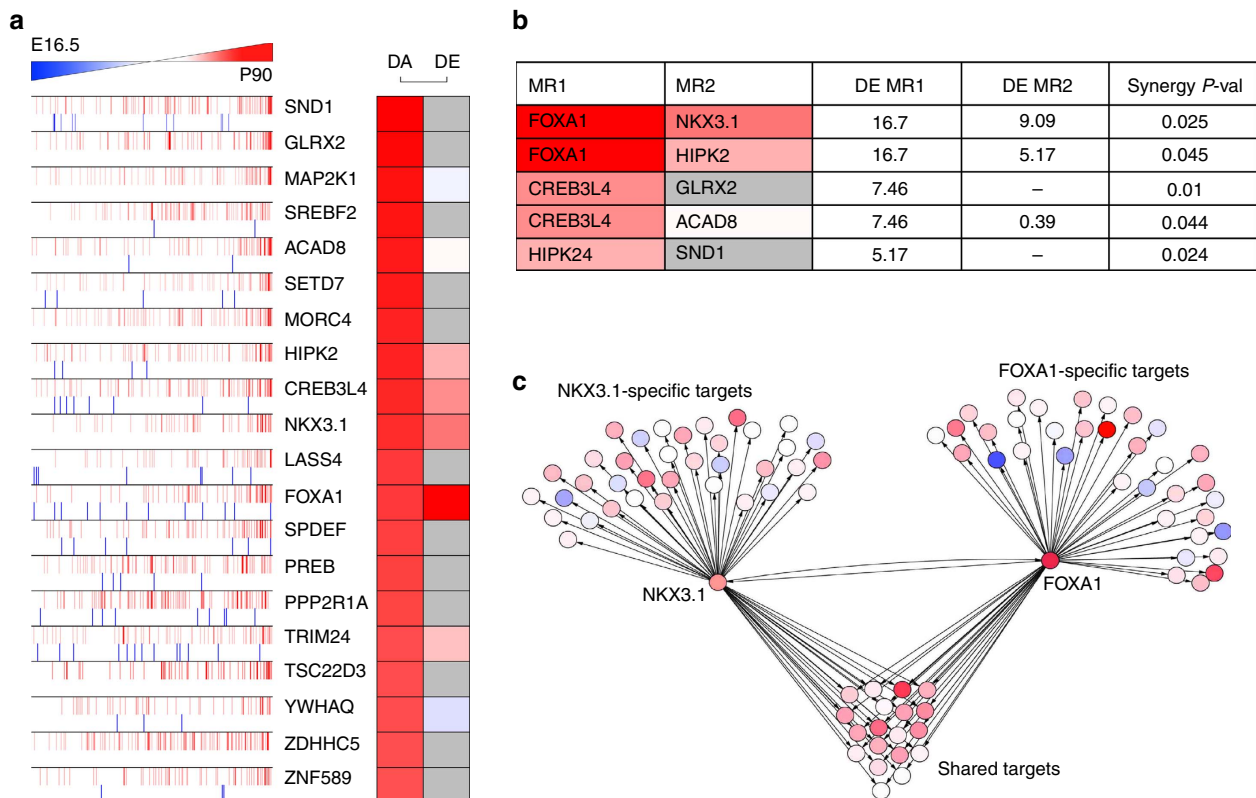 a
E16.5
P90
DA DE
SND1
GLRX2
MAP2K1
SREBF2
ACAD8
SETD7
MORC4
HIPK2
CREB3L4
NKX3.1
LASS4
FOXA1
SPDEF
PREB
PPP2R1A
TRIM24
TSC22D3
YWHAQ
ZDHHC5
ZNF589
b
MR1 MR2 DE MR1 DE MR2 Synergy P-val
FOXA1 NKX3.1 16.7 9.09 0.025
FOXA1 HIPK2 16.7 5.17 0.045
CREB3L4 GLRX2 7.46 – 0.01
CREB3L4 ACAD8 7.46 0.39 0.044
HIPK24 SND1 5.17 – 0.024
c
NKX3.1-specific targets
FOXA1-specific targets
NKX3.1
FOXA1
Shared targets